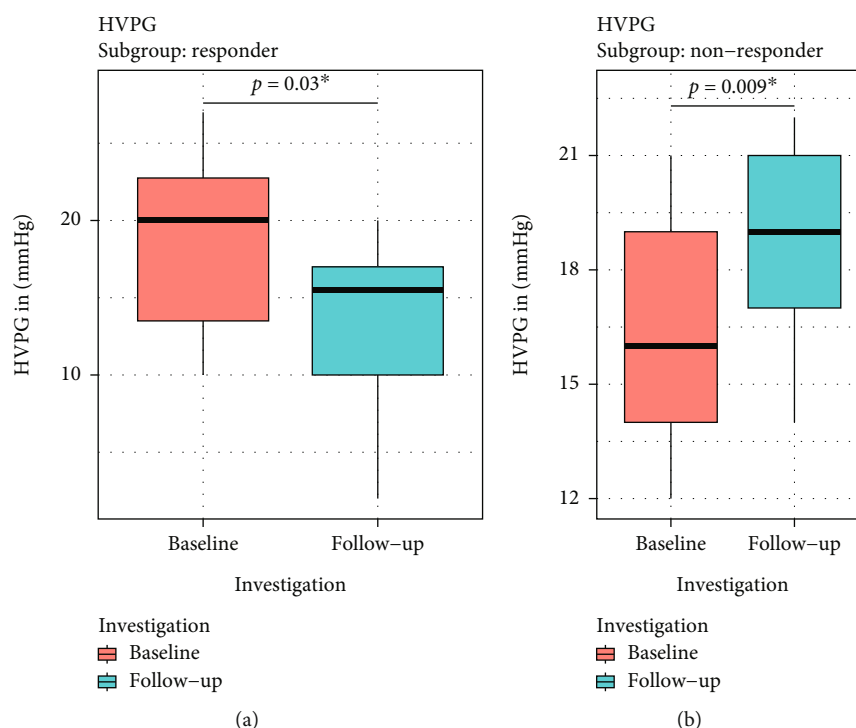 HVPG
Subgroup: responder
p = 0.03*
20
10
HVPG in (mmHg)
Baseline
Follow−up
Investigation
Investigation
Baseline
Follow−up
(a)
HVPG
Subgroup: non−responder
p = 0.009*
21
18
15
12
HVPG in (mmHg)
Baseline
Follow−up
Investigation
Investigation
Baseline
Follow−up
(b)